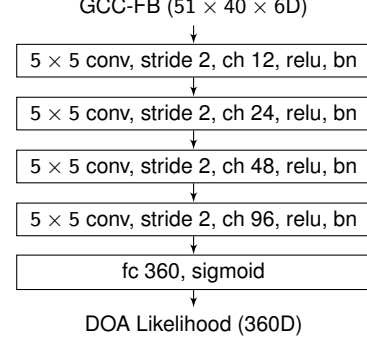 GCC-FB (51 × 40 × 6D)
5 × 5 conv, stride 2, ch 12, relu, bn
5 × 5 conv, stride 2, ch 24, relu, bn
5 × 5 conv, stride 2, ch 48, relu, bn
5 × 5 conv, stride 2, ch 96, relu, bn
fc 360, sigmoid
DOA Likelihood (360D)